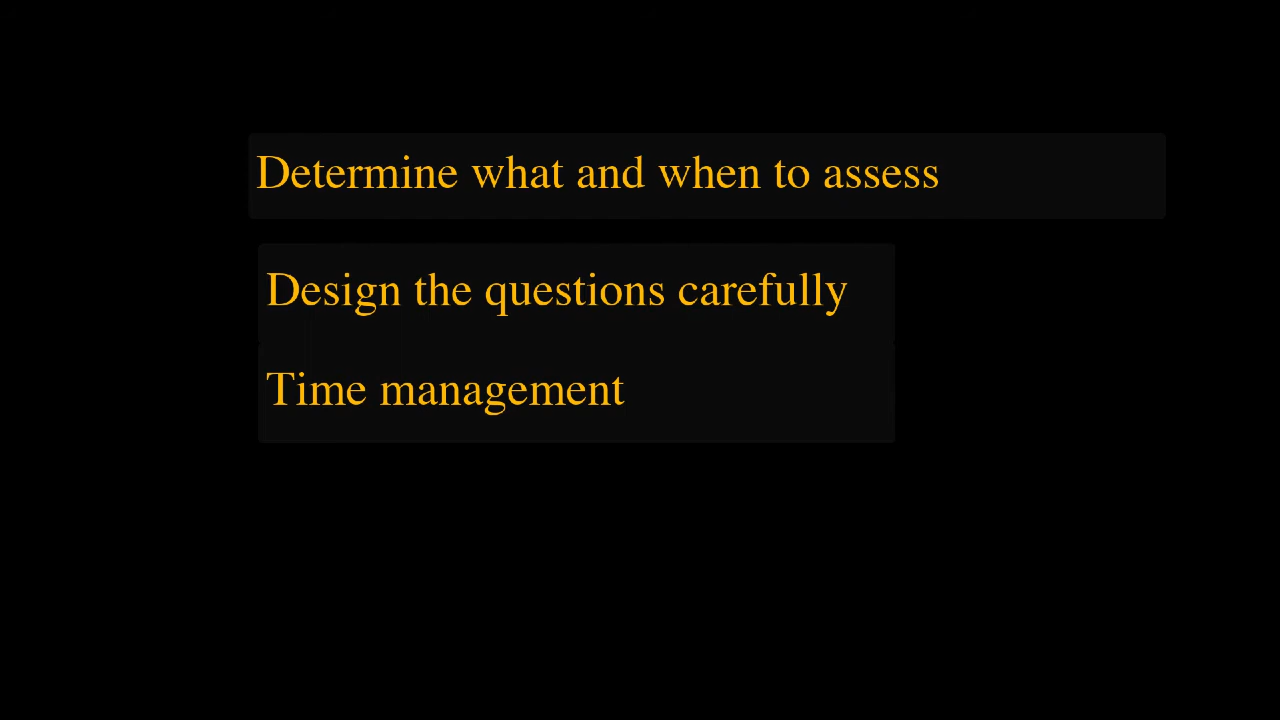 Determine what and when to assess
Design the questions carefully
Time management